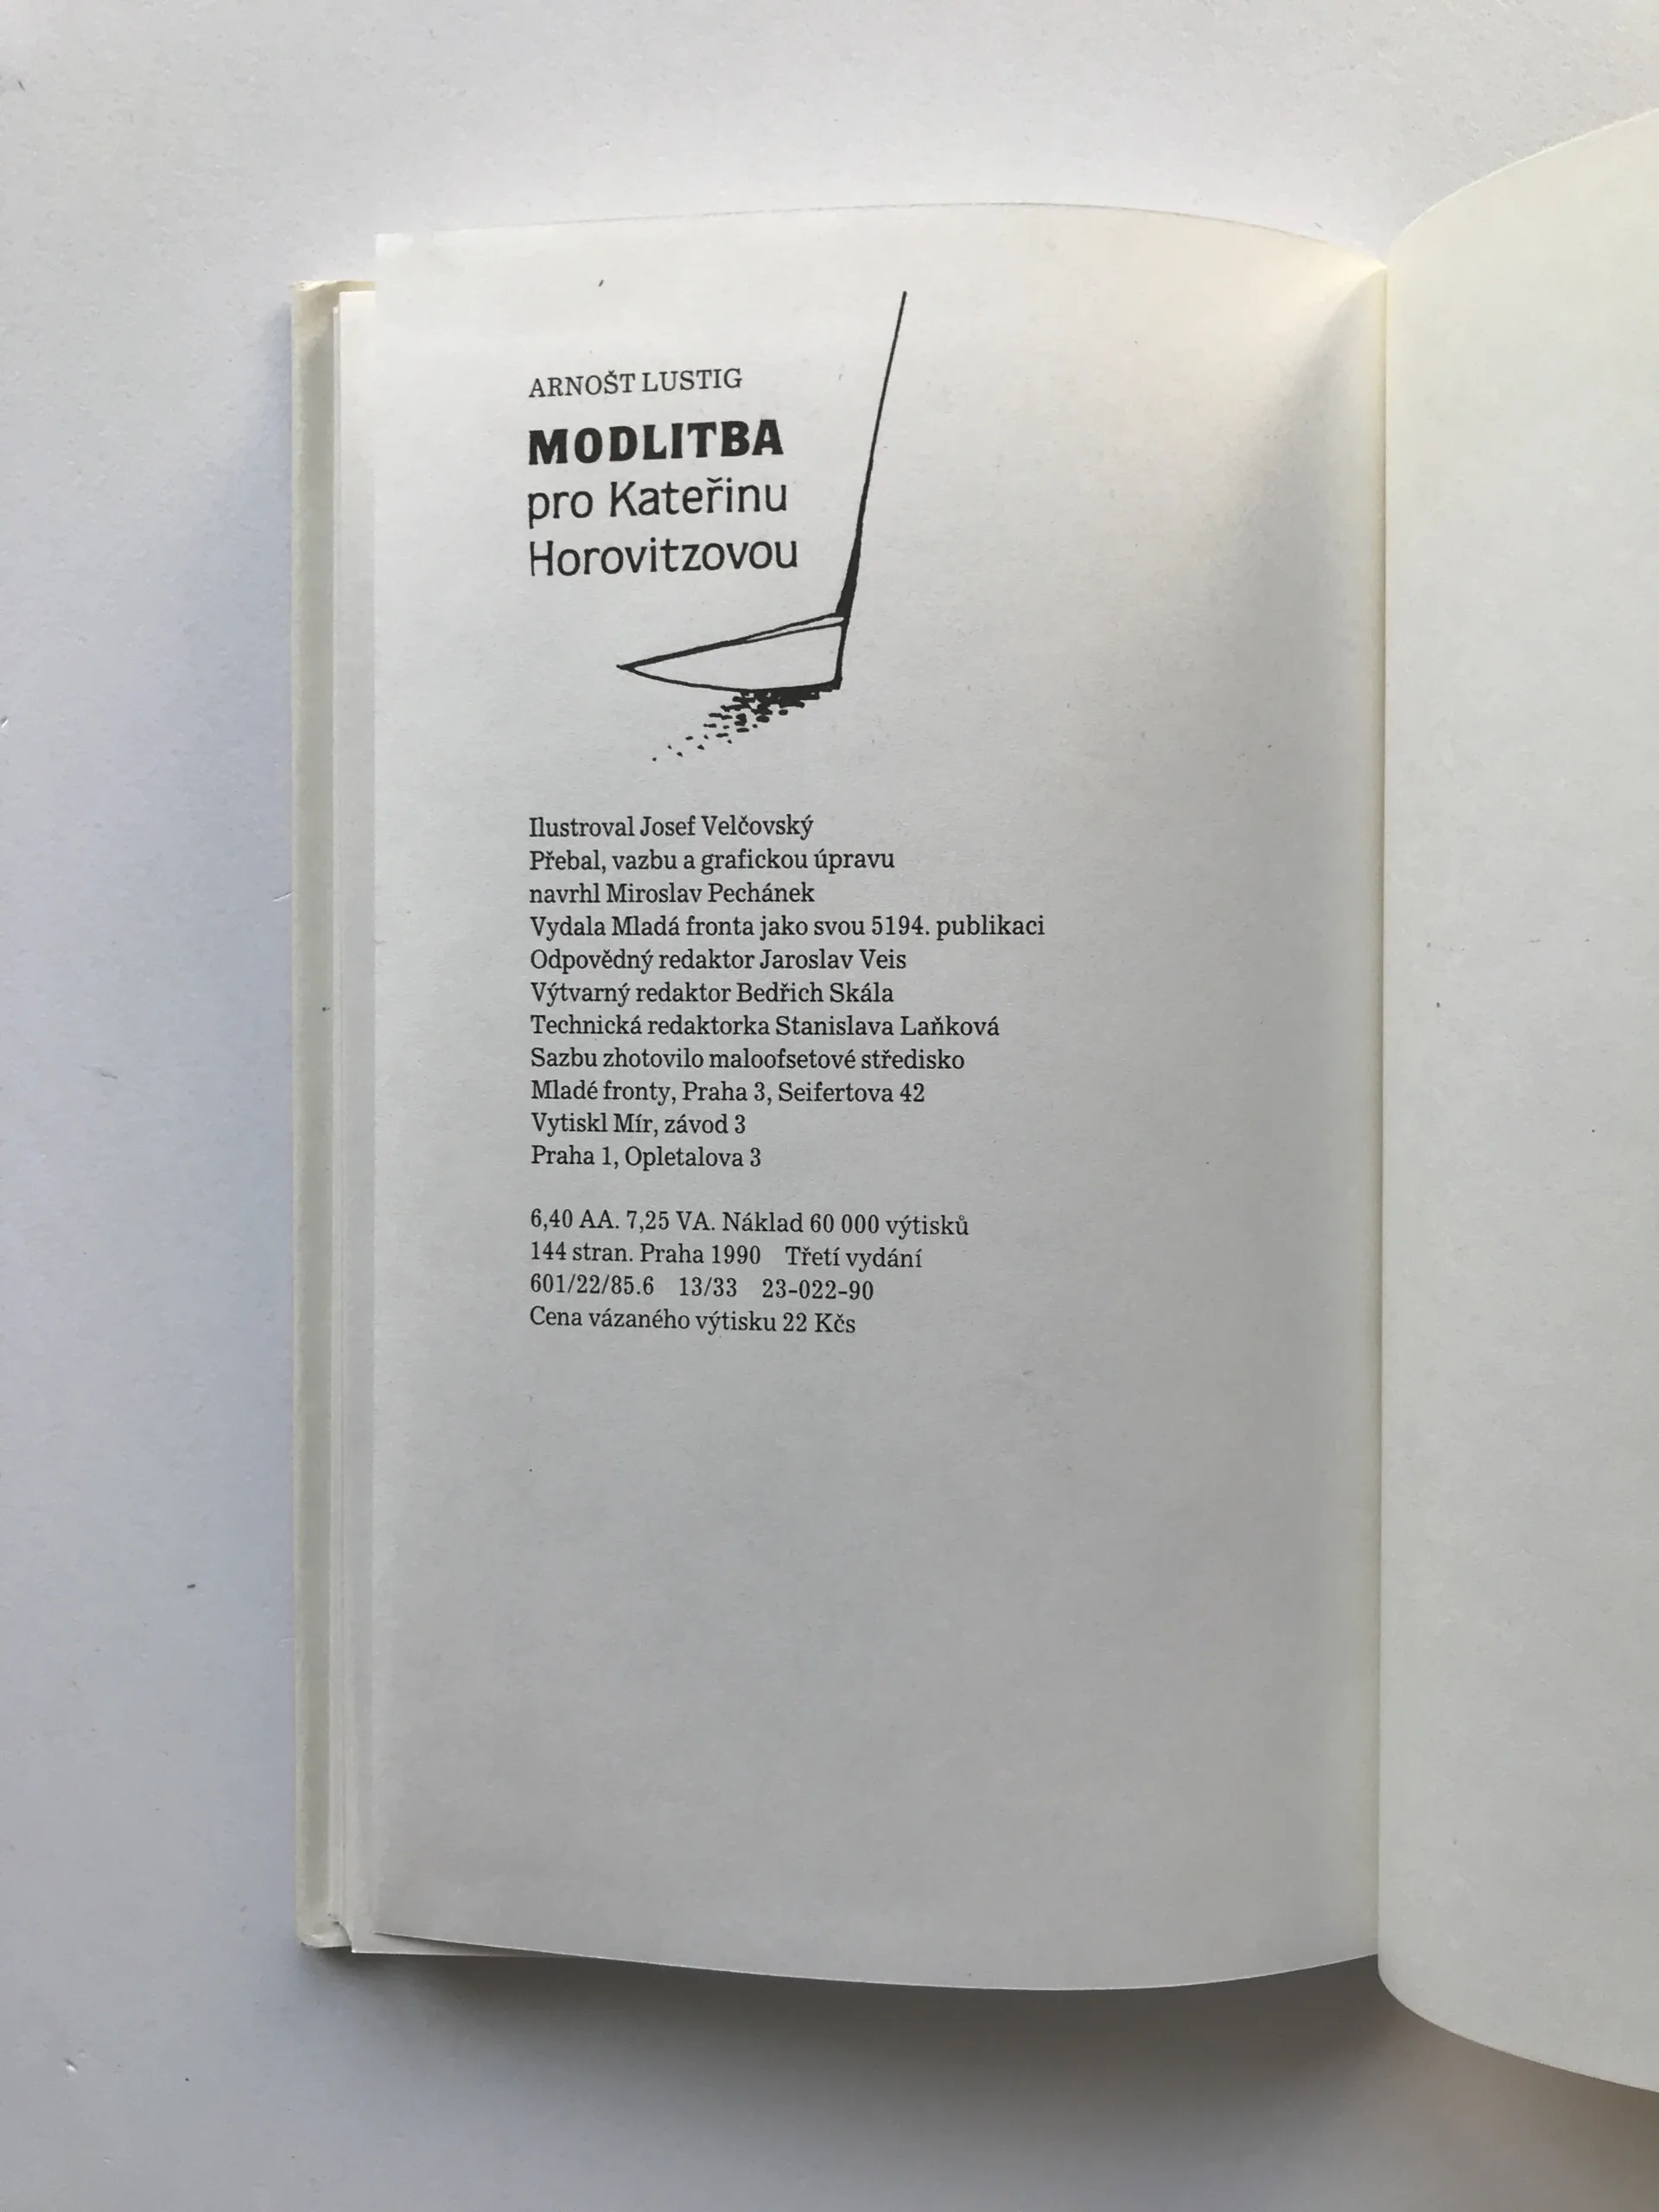 ARNOŠT LUSTIG
MODLITBA
pro Kateřinu
Horovitzovou
Ilustroval Josef Velčovský
Přebal, vazbu a grafickou úpravu
navrhl Miroslav Pechánek
Vydala Mladá fronta jako svou 5194. publikaci
Odpovědný redaktor Jaroslav Veis
Výtvarný redaktor Bedřich Skála
Technická redaktorka Stanislava Laňková
Sazbu zhotovilo maloofsetové středisko
Mladé fronty, Praha 3, Seifertova 42
Vytiskl Mír, závod 3
Praha 1, Opletalova 3
6,40 AA. 7,25 VA. Náklad 60 000 výtisků
144 stran. Praha 1990 Třetí vydání
601/22/85.6 13/33 23-022-90
Cena vázaného výtisku 22 Kčs